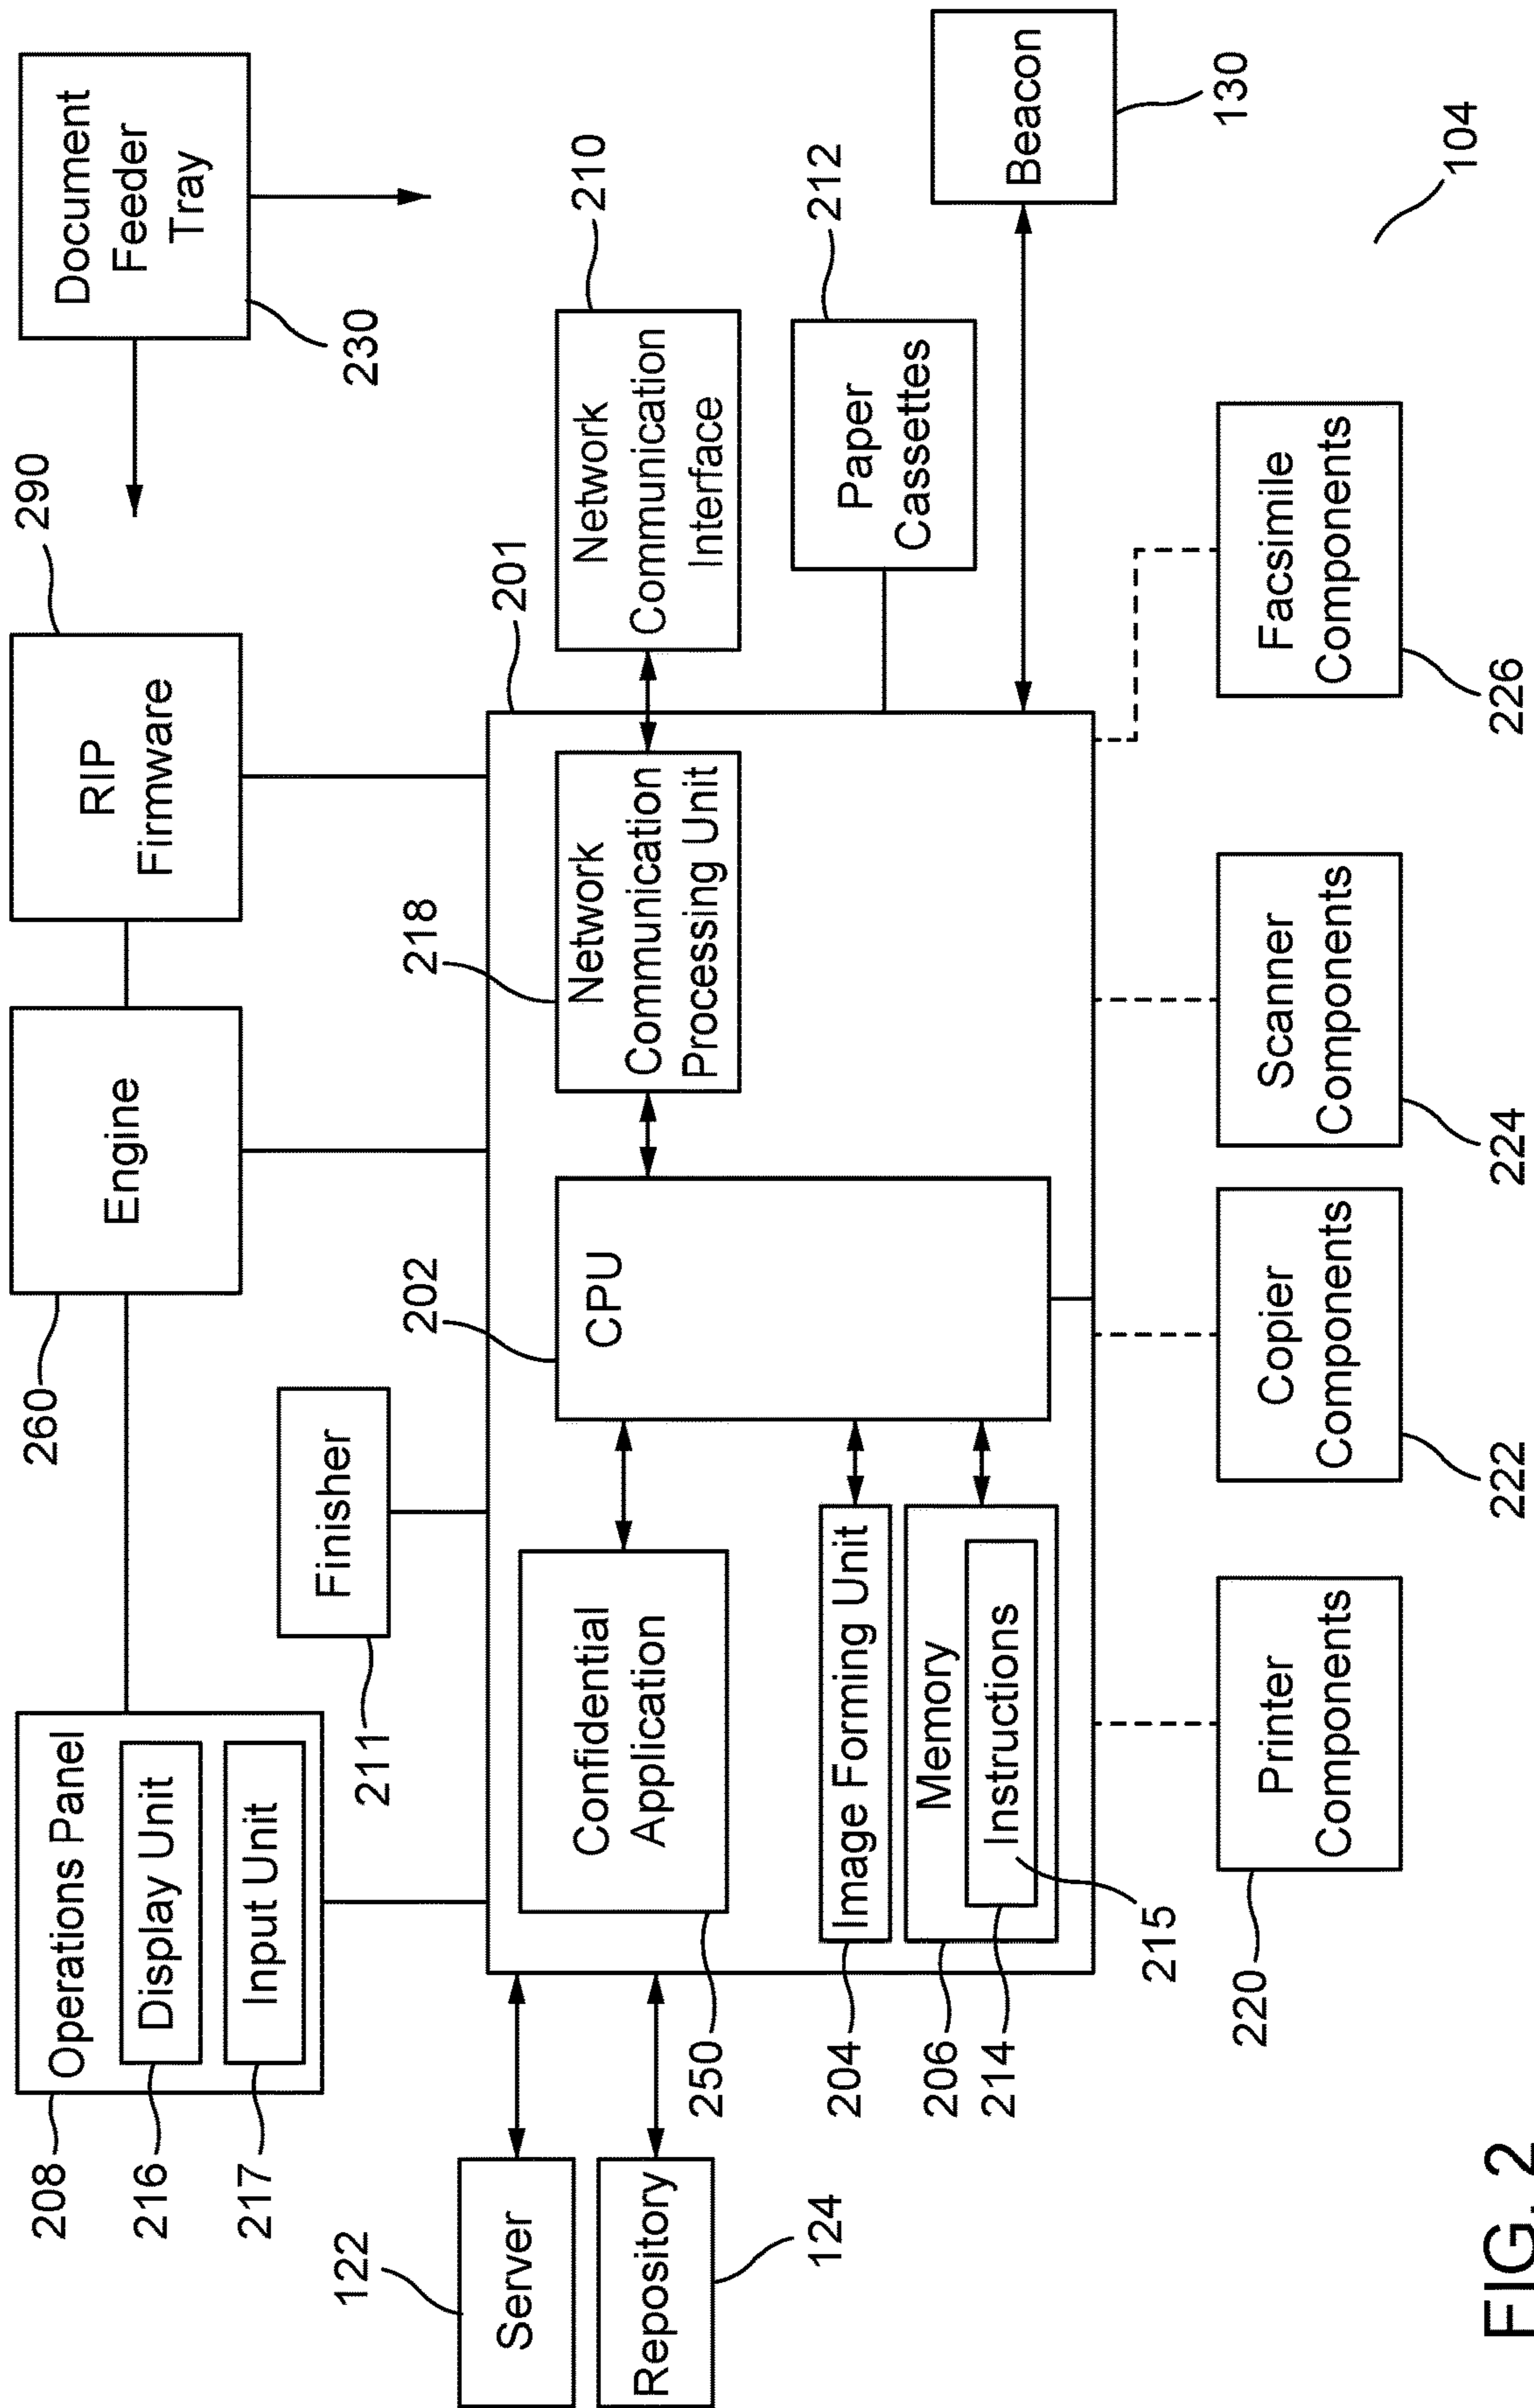 208
Operations Panel
216
Display Unit
217
Input Unit
260
Engine
290
RIP
Firmware
Document
Feeder
Tray
230
211
Finisher
122
Server
Repository
124
201
202
CPU
218
Network
Communication
Processing Unit
210
Network
Communication
Interface
212
Paper
Cassettes
Beacon
130
Confidential
Application
250
204
Image Forming Unit
206
Memory
214
Instructions
215
Printer
Components
220
Copier
Components
222
Scanner
Components
224
Facsimile
Components
226
104
FIG. 2